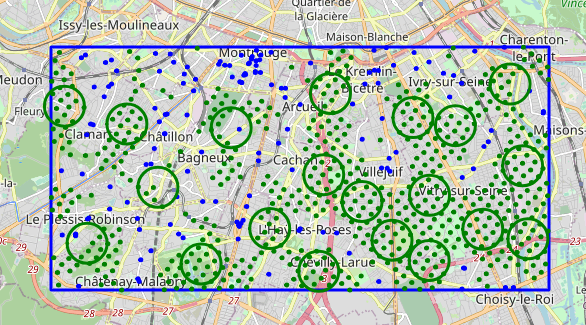 Quartier de
la Glacière
Issy-les-Moulineaux
Maison-Blanche
Charenton-
le-Pont
Montrouge
Meudon
Kremlin-
Bicêtre
Ivry-sur-Seine
Fleury
Arcueil
Clamart
Châtillon
Maisons-
Bagneux
Cachan
Villejuif
Vitry-sur-Seine
Le Plessis-Robinson
L'Haÿ-les-Roses
29
29
24
Chevilly-Larue
Châtenay-Malabry
27
27
28
28
Choisy-le-Roi